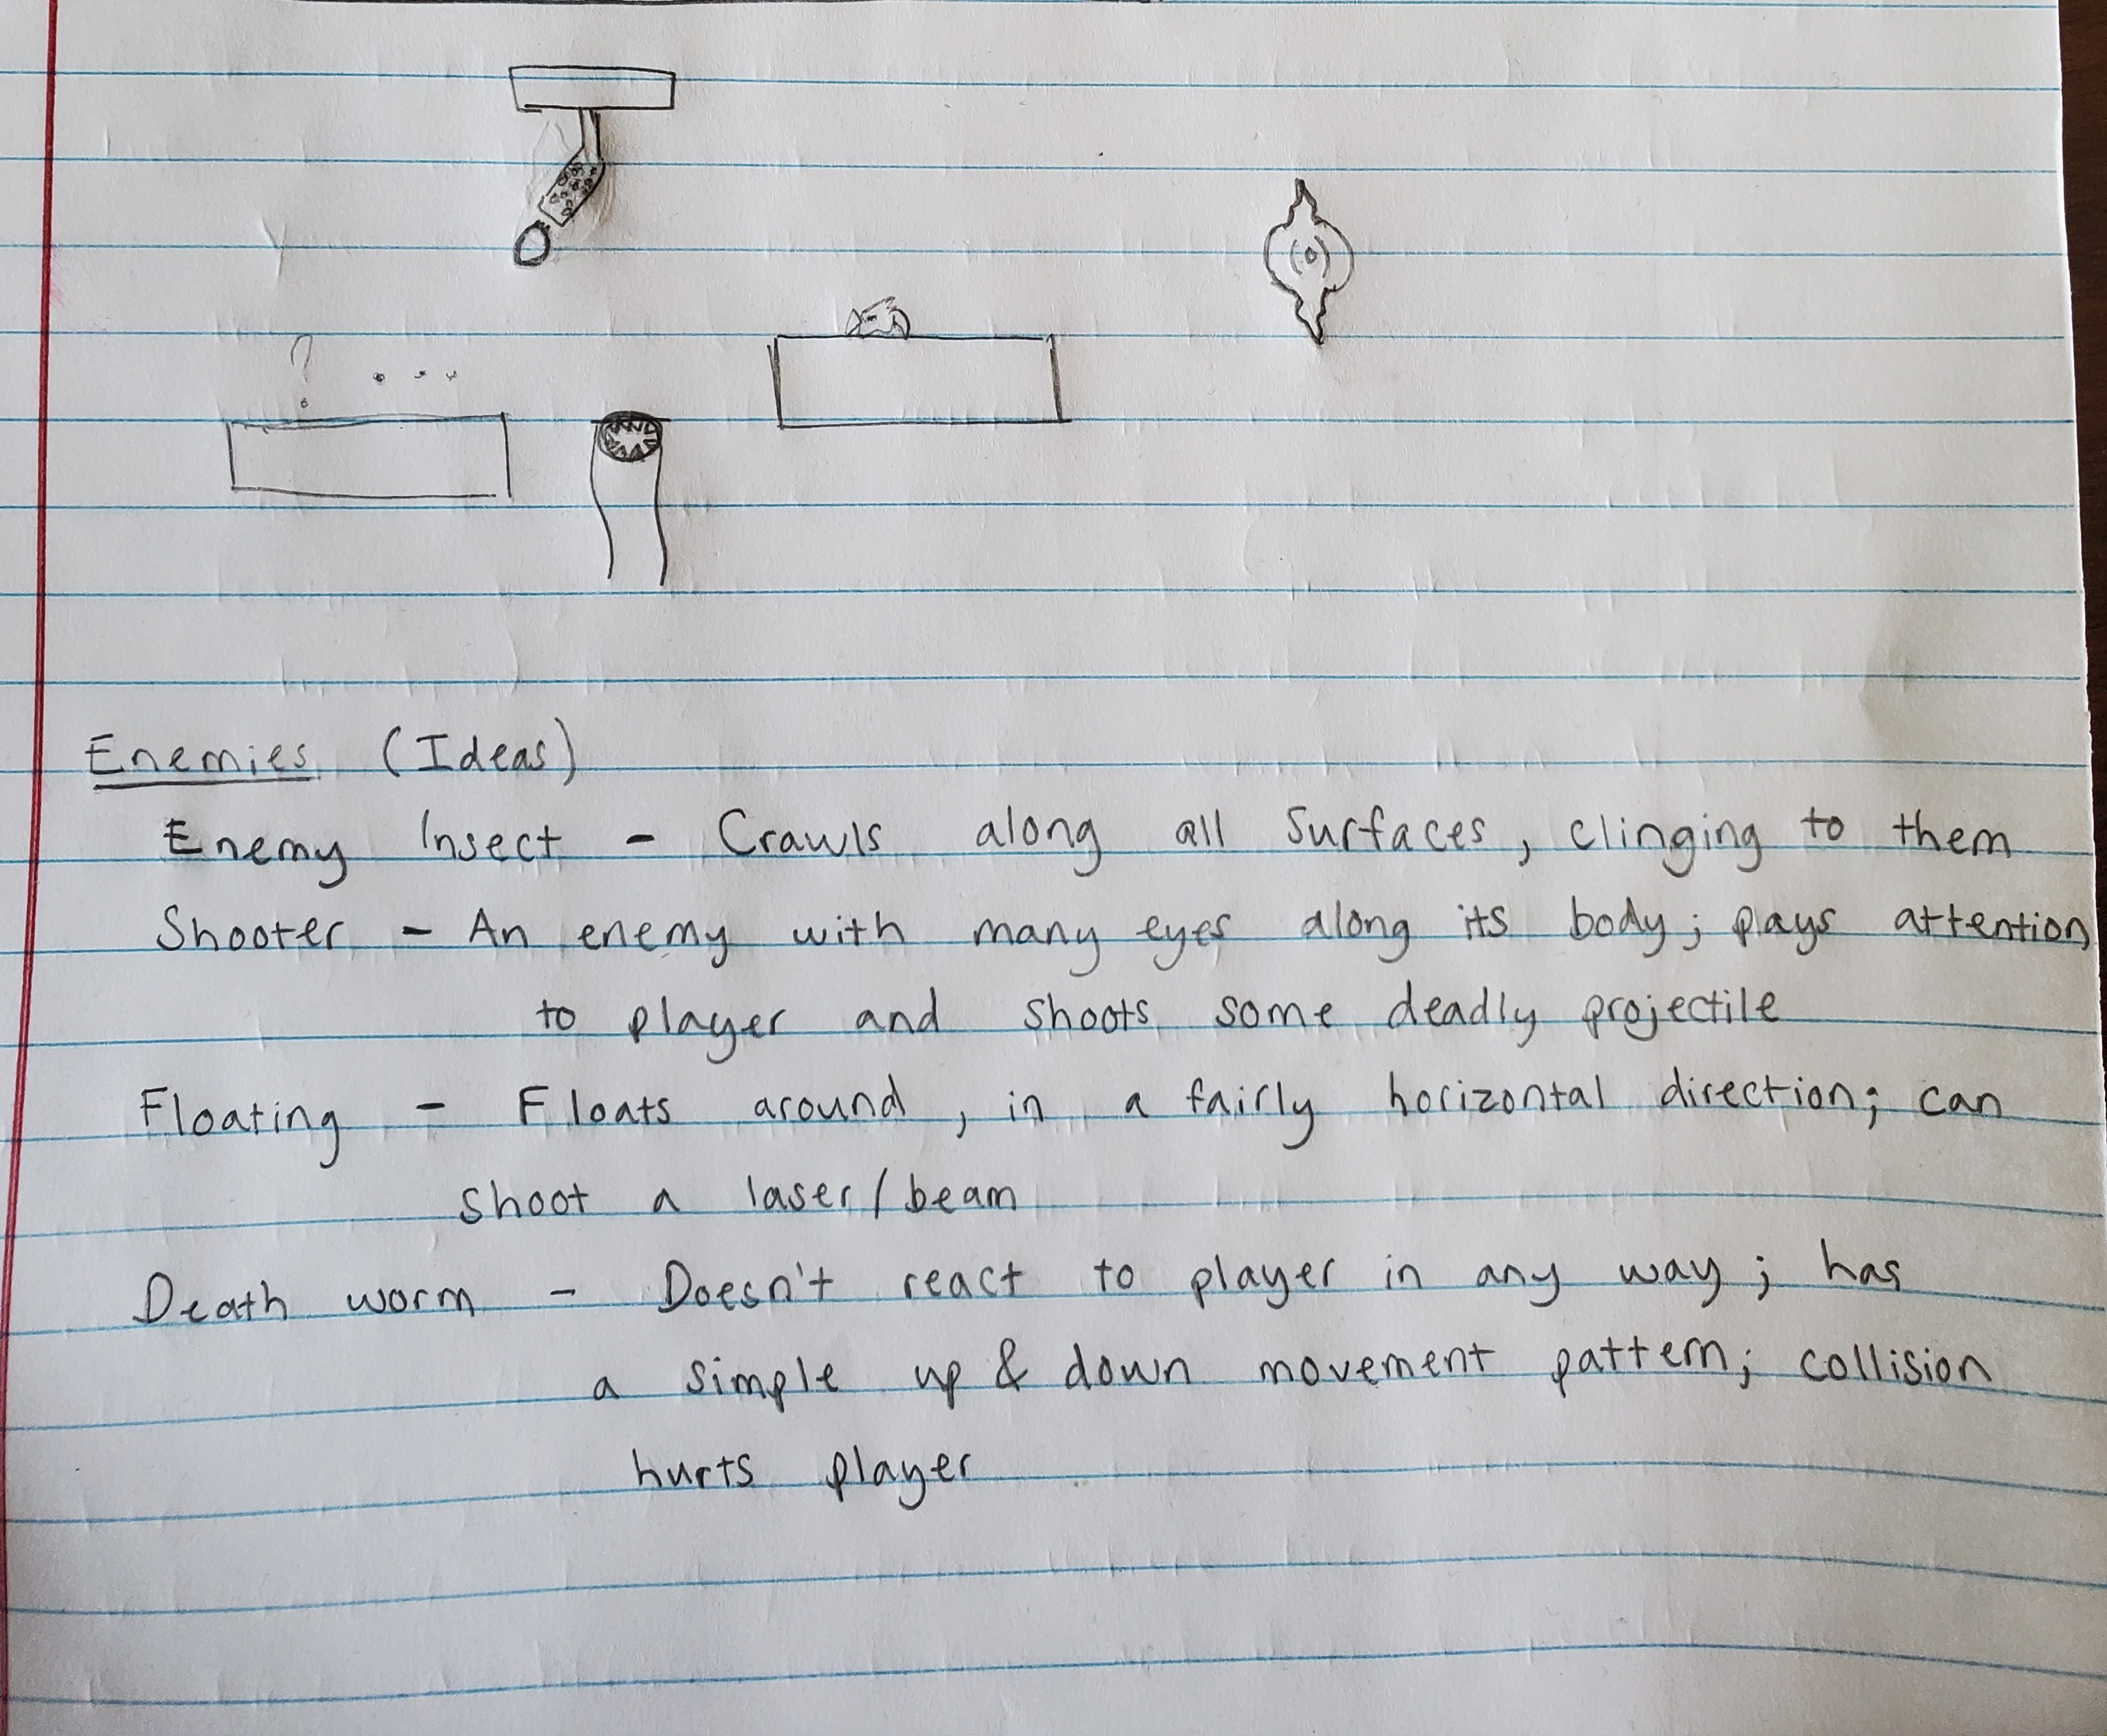 ? ...
Enemies (Ideas)
Enemy Insect - Crawls along all surfaces, clinging to them
Shooter - An enemy with many eyes along its body; pays attention
to player and shoots some deadly projectile
Floating - Floats around, in a fairly horizontal direction; can
shoot a laser/beam
Death worm - Doesn't react to player in any way; has
a simple up & down movement pattern; collision
hurts player